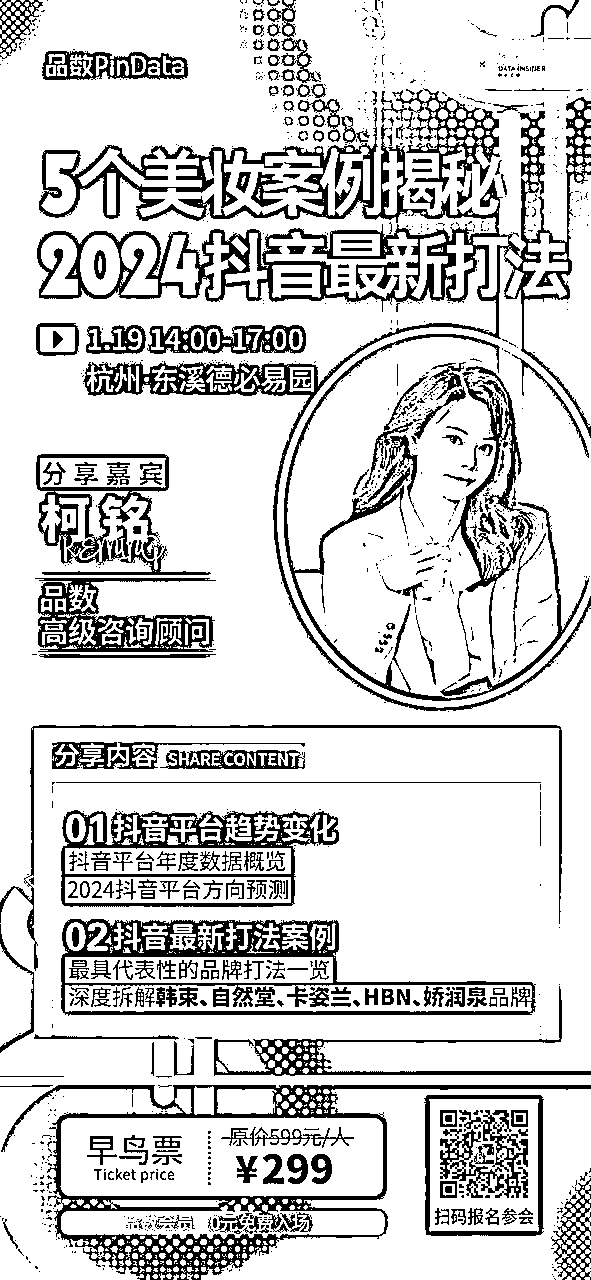 品数PinData
DATA INSIDER
5个美妆案例揭秘
2024抖音最新打法
1.19 14:00-17:00
杭州·东溪德必易园
分享嘉宾
柯铭
Keming
品数
高级咨询顾问
分享内容 SHARE CONTENT
01抖音平台趋势变化
抖音平台年度数据概览
2024抖音平台方向预测
02抖音最新打法案例
最具代表性的品牌打法一览
深度拆解韩束、自然堂、卡姿兰、HBN、娇润泉品牌
早鸟票
Ticket price
原价599元/人
¥299
品数会员 0元免费入场
扫码报名参会